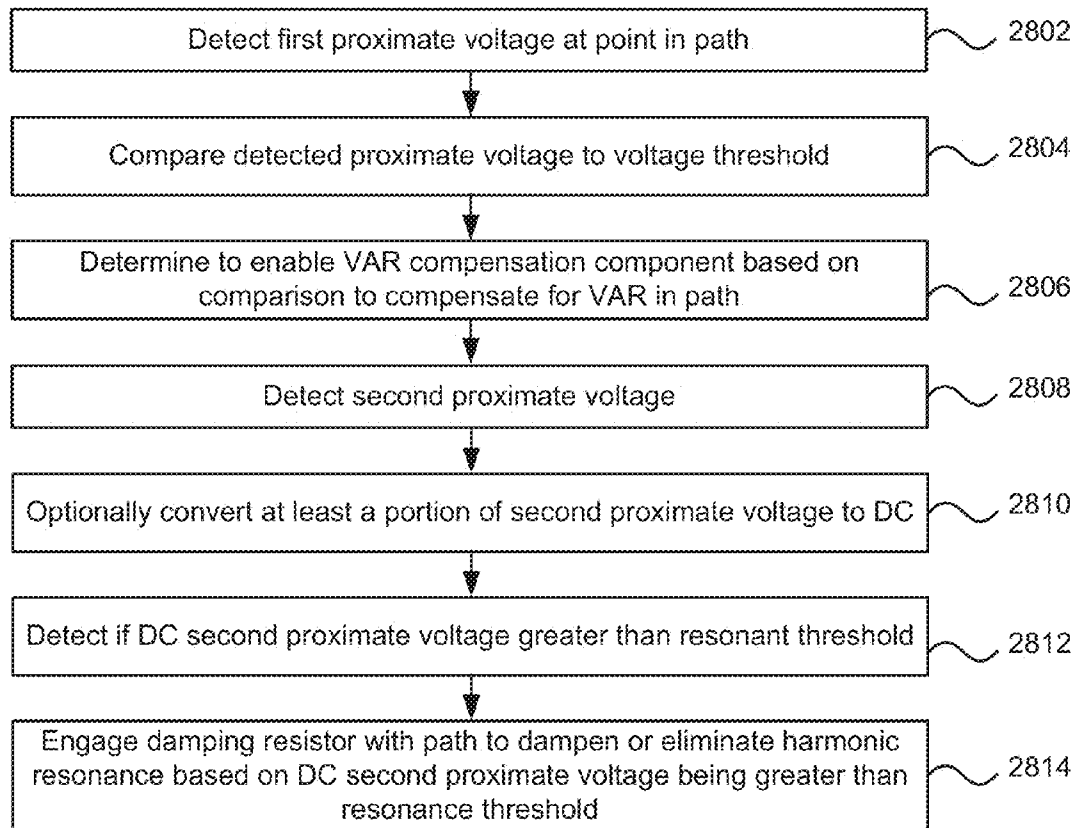 Detect first proximate voltage at point in path
2802
Compare detected proximate voltage to voltage threshold
2804
Determine to enable VAR compensation component based on
comparison to compensate for VAR in path
2806
Detect second proximate voltage
2808
Optionally convert at least a portion of second proximate voltage to DC
2810
Detect if DC second proximate voltage greater than resonant threshold
2812
Engage damping resistor with path to dampen or eliminate harmonic
resonance based on DC second proximate voltage being greater than
resonance threshold
2814